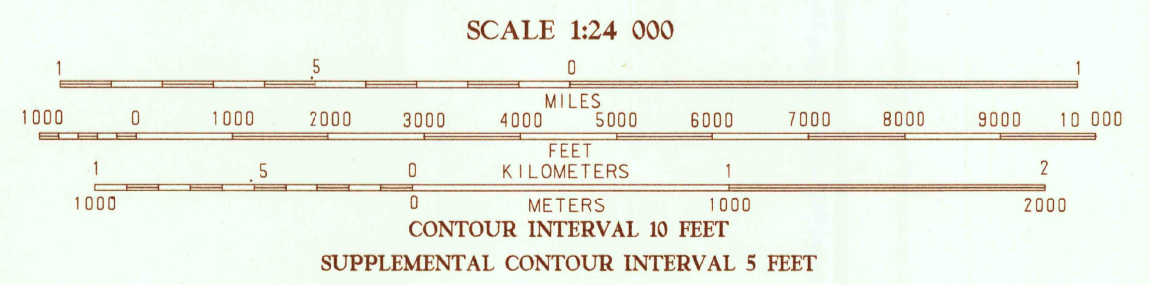 SCALE 1:24 000
1 .5 0 1
MILES
1000 0 1000 2000 3000 4000 5000 6000 7000 8000 9000 10 000
FEET
1 .5 0 KILOMETERS 1 2
1000 0 METERS 1000 2000
CONTOUR INTERVAL 10 FEET
SUPPLEMENTAL CONTOUR INTERVAL 5 FEET